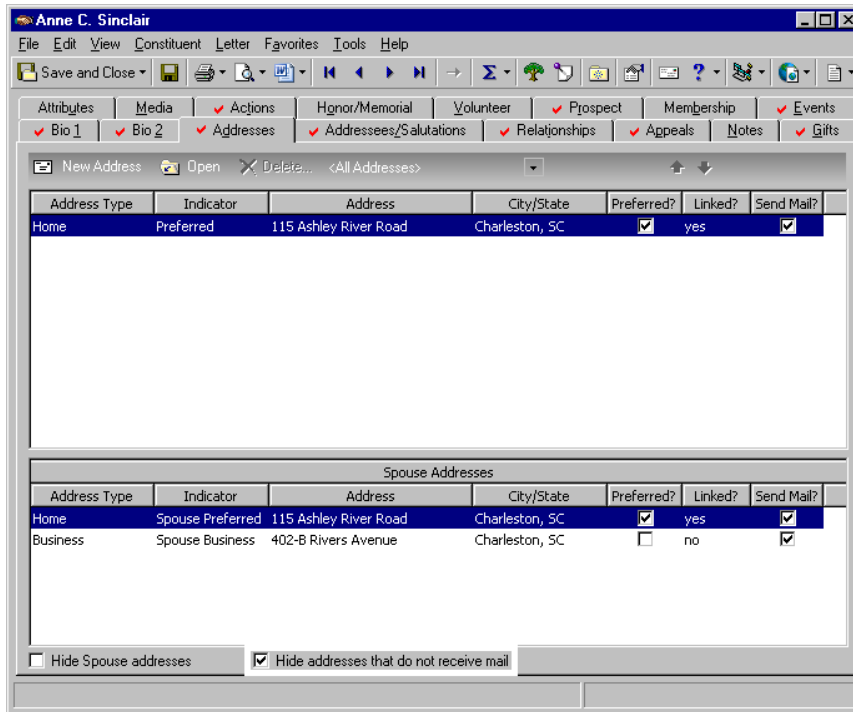 Anne C. Sinclair
File Edit View Constituent Letter Favorites Tools Help
Save and Close
Attributes Media Actions Honor/Memorial Volunteer Prospect Membership Events
Bio 1 Bio 2 Addresses Addressees/Salutations Relationships Appeals Notes Gifts
New Address Open Delete... <All Addresses>
Address Type Indicator Address City/State Preferred? Linked? Send Mail?
Home Preferred 115 Ashley River Road Charleston, SC yes
Spouse Addresses
Address Type Indicator Address City/State Preferred? Linked? Send Mail?
Home Spouse Preferred 115 Ashley River Road Charleston, SC yes
Business Spouse Business 402-B Rivers Avenue Charleston, SC no
Hide Spouse addresses Hide addresses that do not receive mail